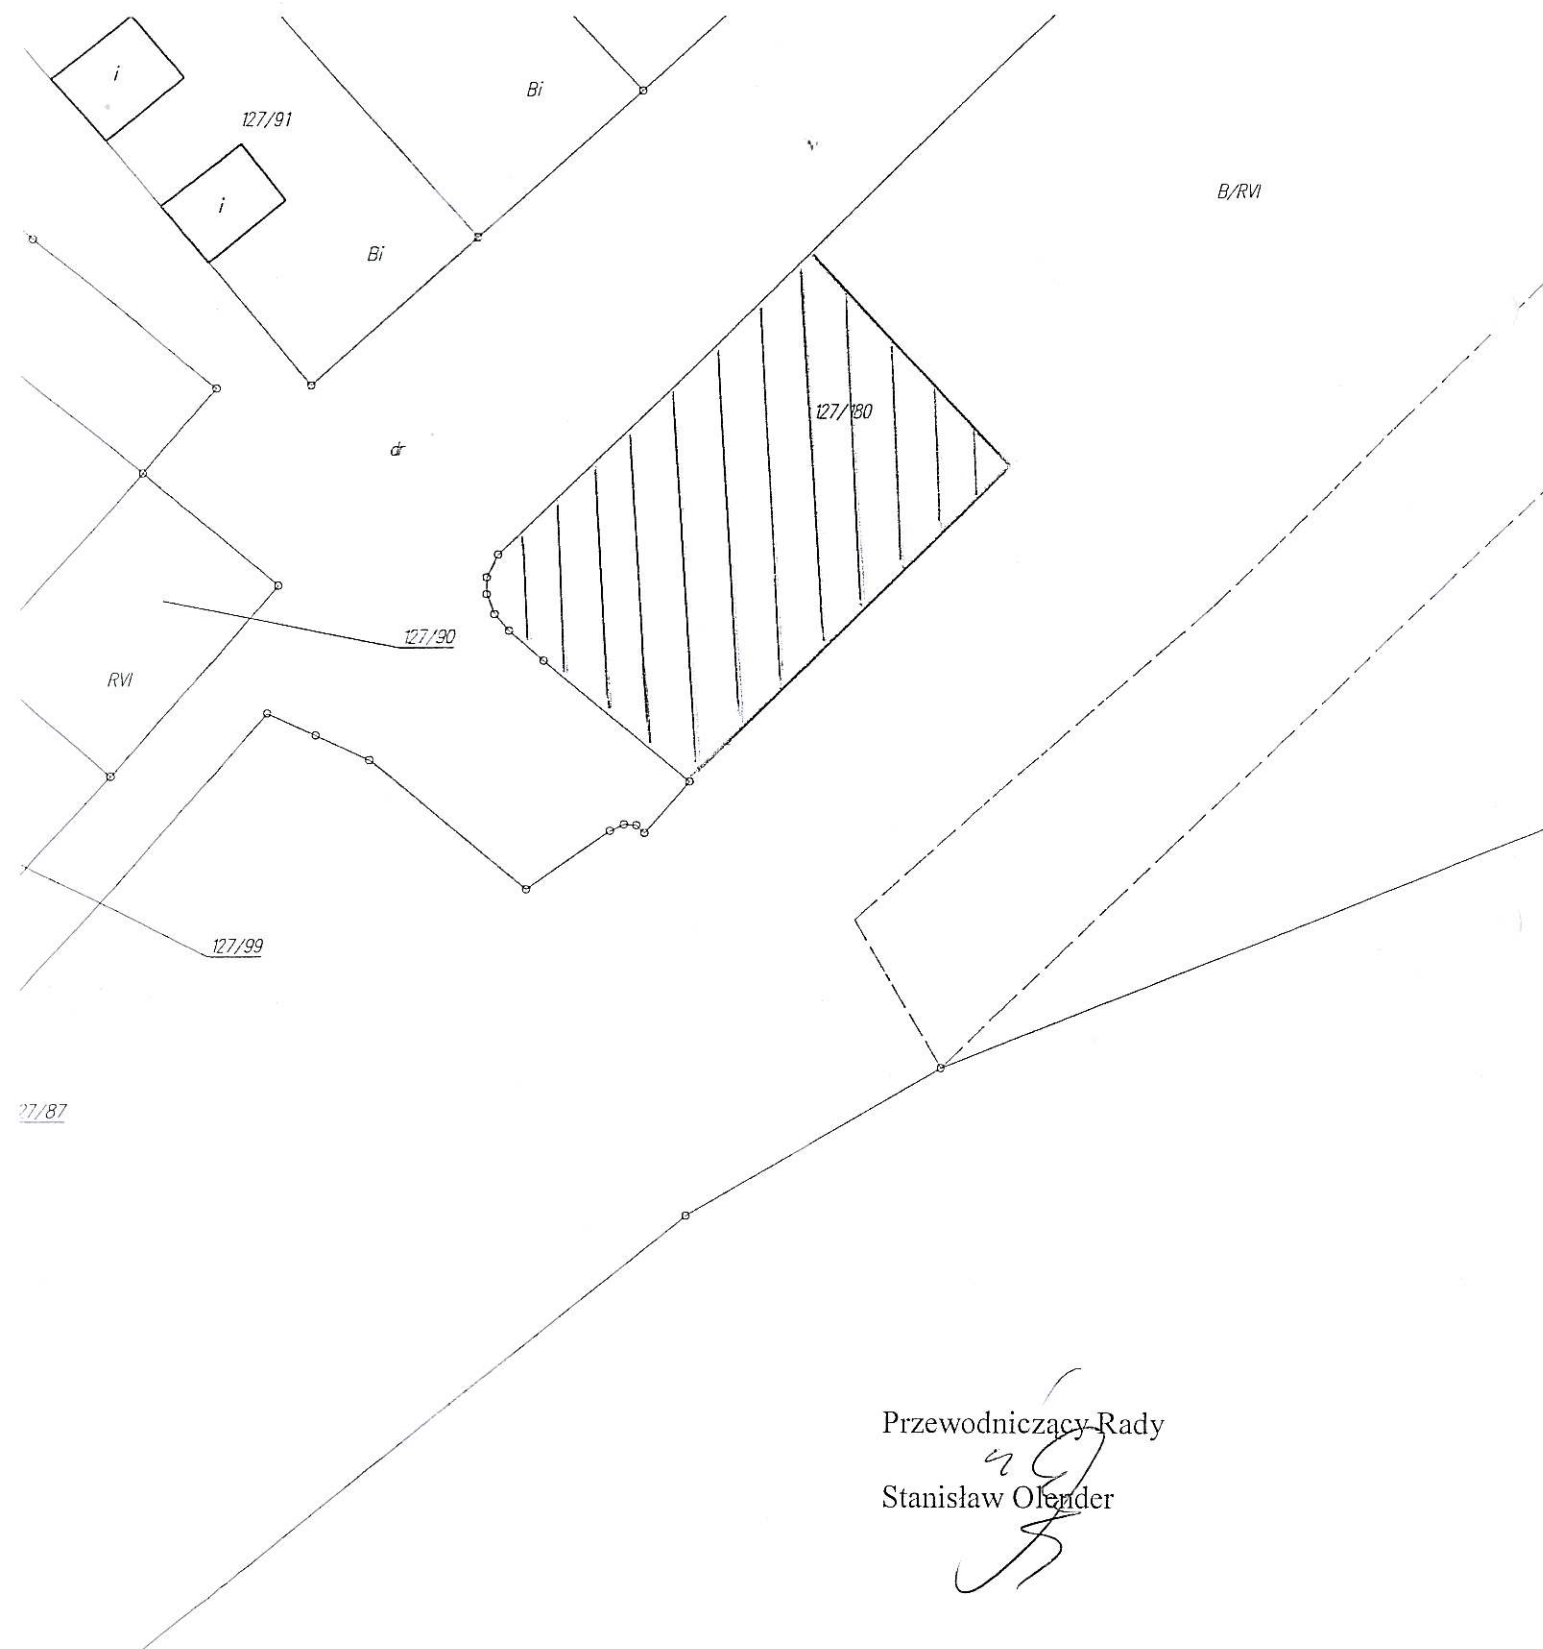 i
Bi
127/91
B/RVI
i
Bi
127/180
dr
127/90
RVI
127/99
27/87
Przewodniczący Rady
Stanisław Olender